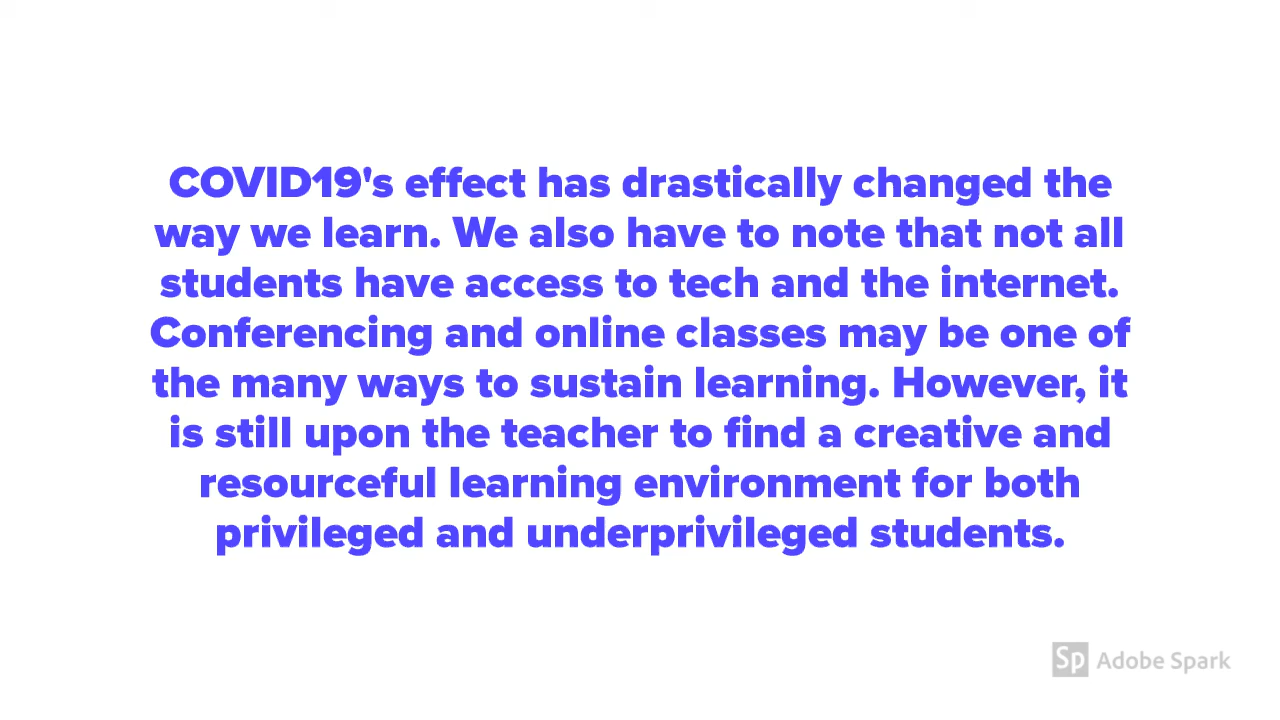 COVID19's effect has drastically changed the
way we learn. We also have to note that not all
students have access to tech and the internet.
Conferencing and online classes may be one of
the many ways to sustain learning. However, it
is still upon the teacher to find a creative and
resourceful learning environment for both
privileged and underprivileged students.
Sp Adobe Spark